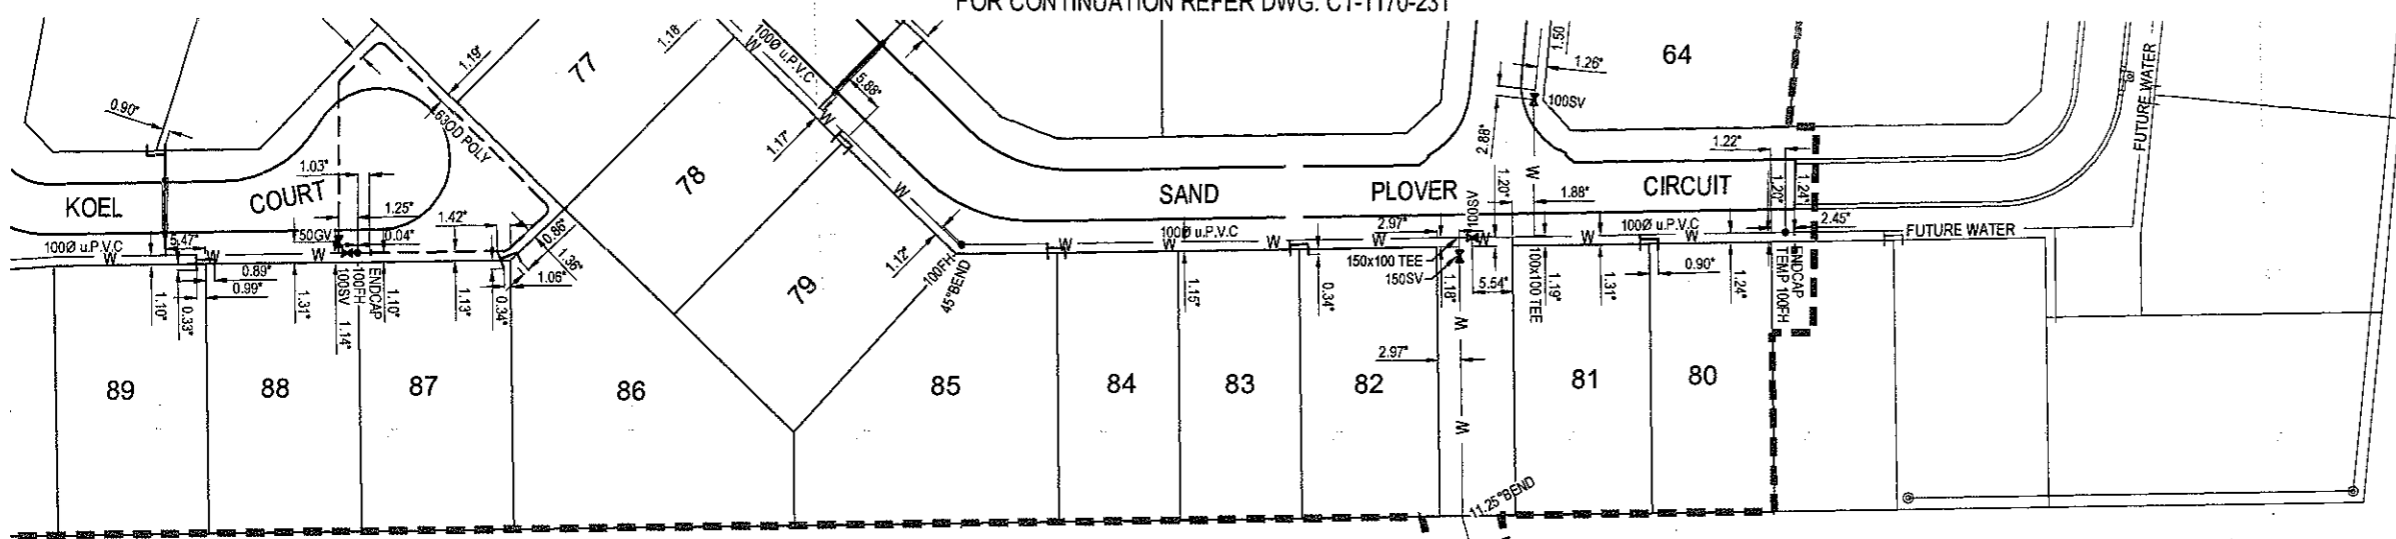 FOR CONTINUATION REFER DWG. CT-1170-231
77
1.18
1.19*
0.90*
63OD POLY
100Ø u.P.V.C
W
5.88*
1.17*
W
1.50
64
1.26*
100SV
2.88*
W
1.22*
FUTURE WATER
KOEL
COURT
1.03*
1.25*
1.42*
0.86*
1.36*
78
W
SAND
PLOVER
CIRCUIT
1.20*
1.88*
1.20*
1.24*
100Ø u.P.V.C
W
5.47*
W
50GV
0.04*
W
0.89*
0.99*
1.06*
1.12*
100FH
45°BEND
W
W
100Ø u.P.V.C
W
W
2.97*
100SV
W
W
100Ø u.P.V.C
W
2.45*
FUTURE WATER
150x100 TEE
150SV
5.54*
0.90*
1.10*
0.33*
1.31*
100SV
1.14*
100FH
ENDCAP
1.10*
1.13*
0.34*
79
1.15*
0.34*
1.18*
W
100x100 TEE
1.19*
1.31*
1.24*
ENDCAP
TEMP 100FH
2.97*
89
88
87
86
85
84
83
82
81
80
W
11.25°BEND